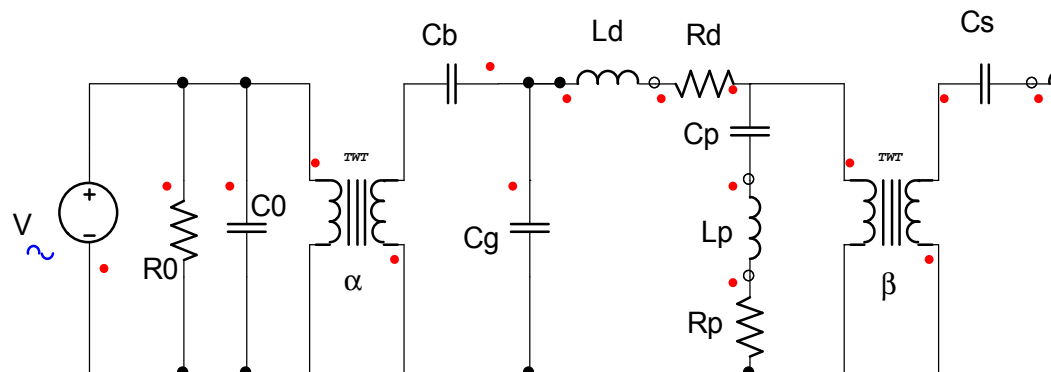 Cb
Ld
Rd
Cs
TWT
Cp
TWT
+
V
−
R0
C0
Cg
Lp
α
β
Rp